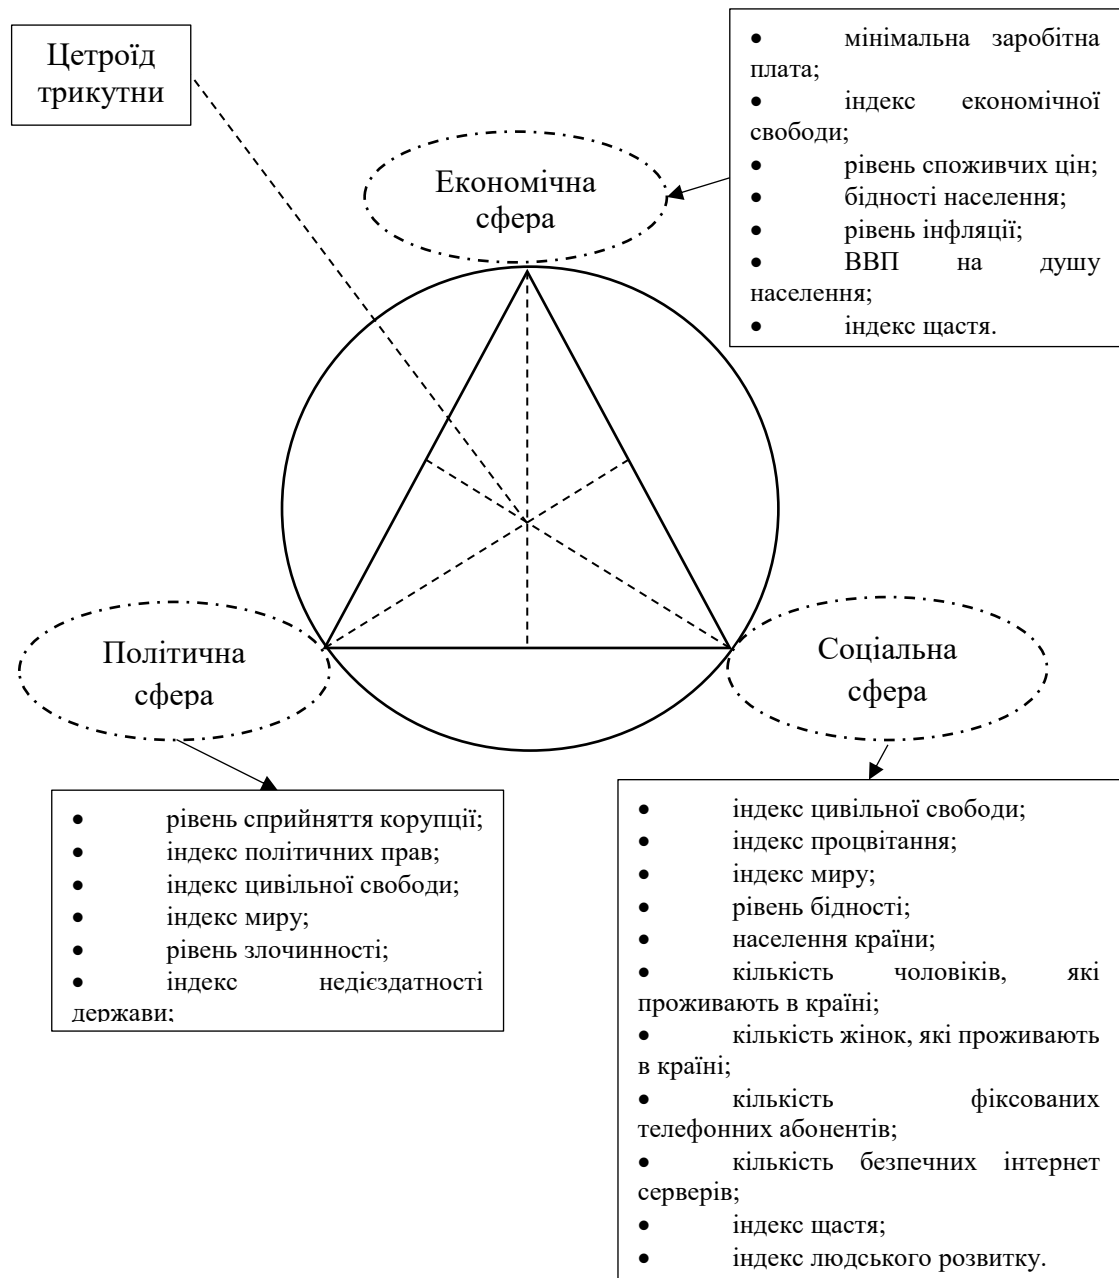 Цетроїд
трикутни
Економічна
сфера
• мінімальна заробітна
плата;
• індекс економічної
свободи;
• рівень споживчих цін;
• бідності населення;
• рівень інфляції;
• ВВП на душу
населення;
• індекс щастя.
Політична
сфера
Соціальна
сфера
• рівень сприйняття корупції;
• індекс політичних прав;
• індекс цивільної свободи;
• індекс миру;
• рівень злочинності;
• індекс недієздатності
держави;
• індекс цивільної свободи;
• індекс процвітання;
• індекс миру;
• рівень бідності;
• населення країни;
• кількість чоловіків, які
проживають в країні;
• кількість жінок, які проживають
в країні;
• кількість фіксованих
телефонних абонентів;
• кількість безпечних інтернет
серверів;
• індекс щастя;
• індекс людського розвитку.